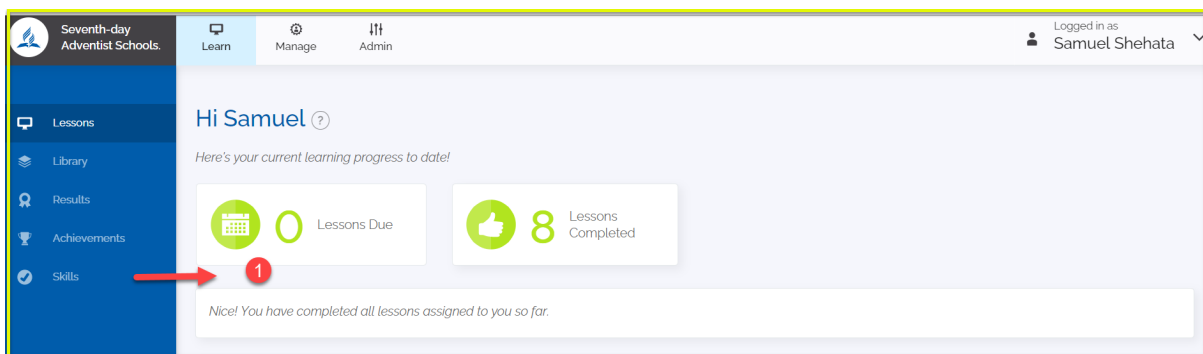 Seventh-day
Adventist Schools.
Learn
Manage
Admin
Logged in as
Samuel Shehata
Lessons
Library
Results
Achievements
Skills
Hi Samuel ?
Here's your current learning progress to date!
0 Lessons Due
8 Lessons
Completed
1
Nice! You have completed all lessons assigned to you so far.